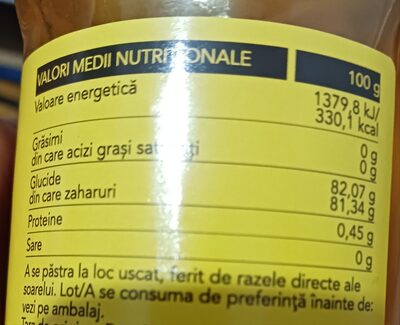 VALORI MEDII NUTRIȚIONALE 100 g
Valoare energetică 1379,8 kJ/
330,1 kcal
Grăsimi 0 g
din care acizi grași saturați 0 g
Glucide 82,07 g
din care zaharuri 81,34 g
Proteine 0,45 g
Sare 0 g
A se păstra la loc uscat, ferit de razele directe ale
soarelui. Lot/A se consuma de preferință înainte de:
vezi pe ambalaj.